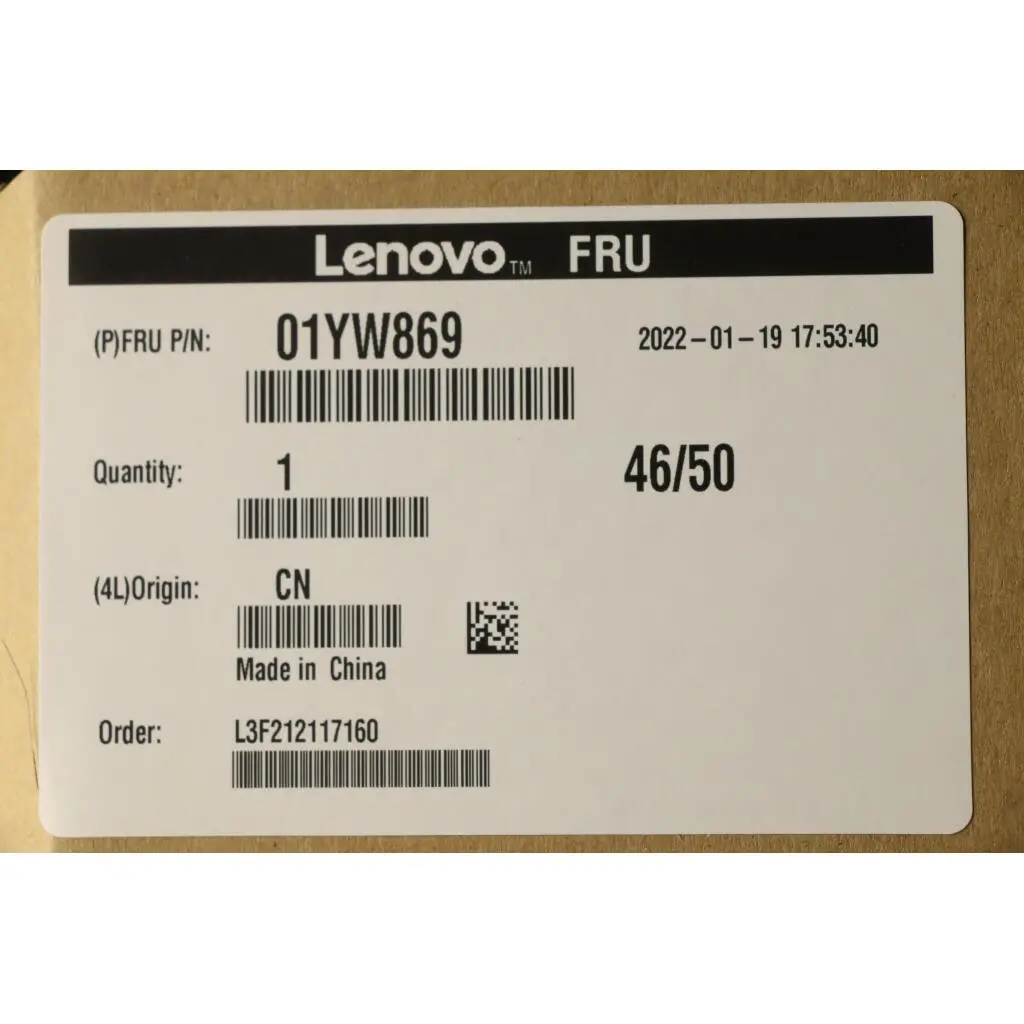 Lenovo™ FRU
(P)FRU P/N: 01YW869 2022-01-19 17:53:40
Quantity: 1 46/50
(4L)Origin: CN
Made in China
Order: L3F212117160